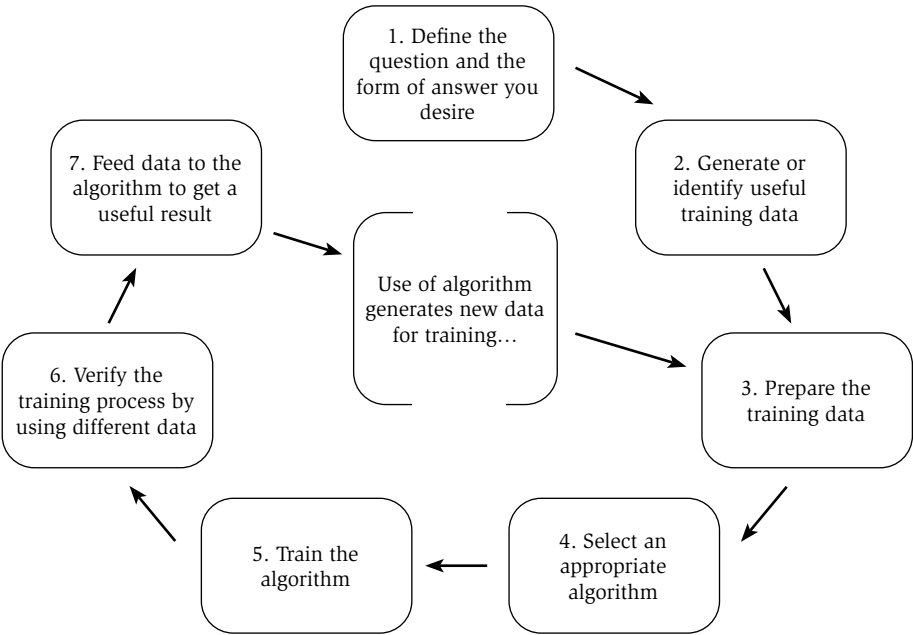 1. Define the
question and the
form of answer you
desire
2. Generate or
identify useful
training data
3. Prepare the
training data
4. Select an
appropriate
algorithm
5. Train the
algorithm
6. Verify the
training process by
using different data
7. Feed data to the
algorithm to get a
useful result
Use of algorithm
generates new data
for training…